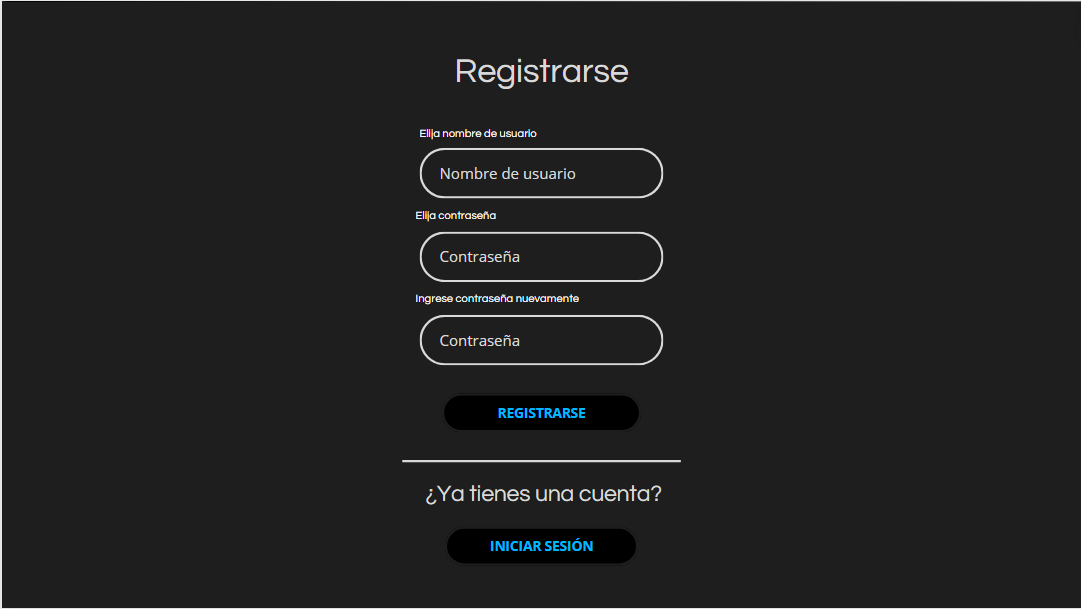 Registrarse
Elija nombre de usuario
Nombre de usuario
Elija contraseña
Contraseña
Ingrese contraseña nuevamente
Contraseña
REGISTRARSE
¿Ya tienes una cuenta?
INICIAR SESIÓN